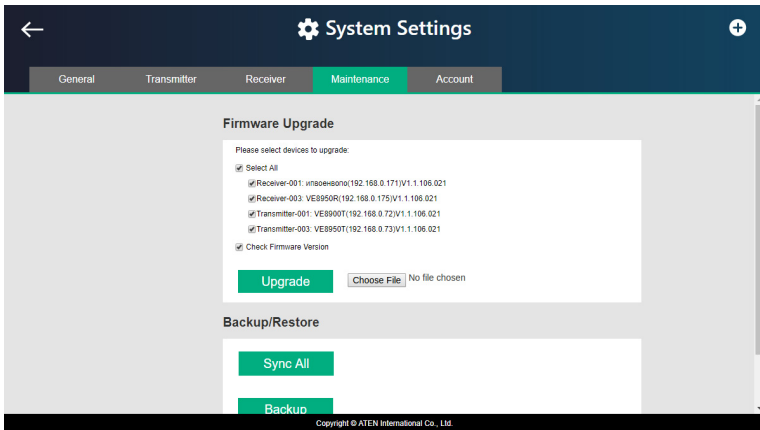 System Settings
General Transmitter Receiver Maintenance Account
Firmware Upgrade
Please select devices to upgrade:
Select All
Receiver-001: ипвоенвопо(192.168.0.171)V1.1.106.021
Receiver-003: VE8950R(192.168.0.175)V1.1.106.021
Transmitter-001: VE8900T(192.168.0.72)V1.1.106.021
Transmitter-003: VE8950T(192.168.0.73)V1.1.106.021
Check Firmware Version
Upgrade Choose File No file chosen
Backup/Restore
Sync All
Backup
Copyright © ATEN International Co., Ltd.